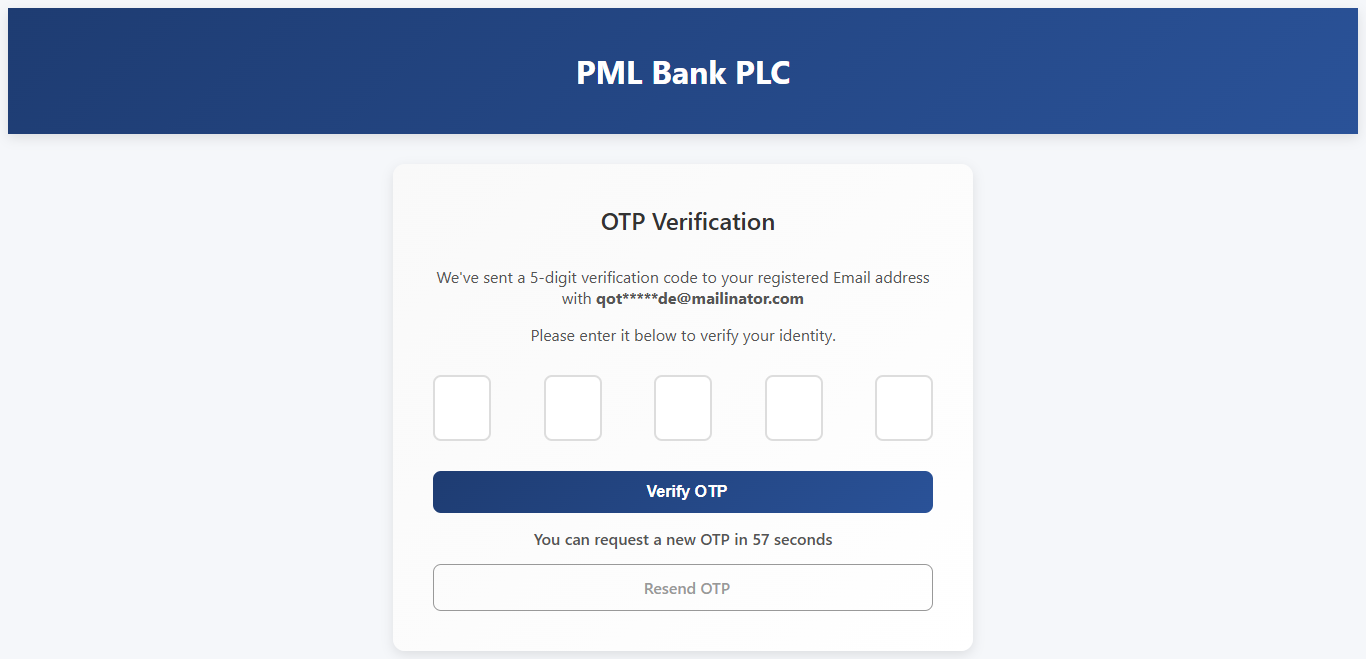 PML Bank PLC
OTP Verification
We've sent a 5-digit verification code to your registered Email address
with qot*****de@mailinator.com
Please enter it below to verify your identity.
Verify OTP
You can request a new OTP in 57 seconds
Resend OTP